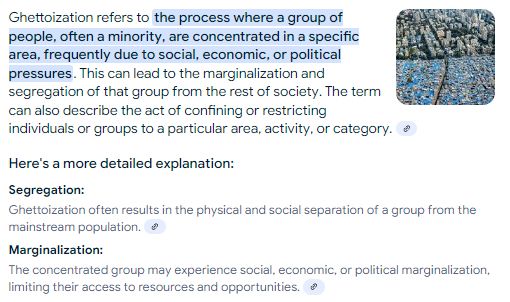 Ghettoization refers to the process where a group of
people, often a minority, are concentrated in a specific
area, frequently due to social, economic, or political
pressures. This can lead to the marginalization and
segregation of that group from the rest of society. The term
can also describe the act of confining or restricting
individuals or groups to a particular area, activity, or category.
Here's a more detailed explanation:
Segregation:
Ghettoization often results in the physical and social separation of a group from the
mainstream population.
Marginalization:
The concentrated group may experience social, economic, or political marginalization,
limiting their access to resources and opportunities.